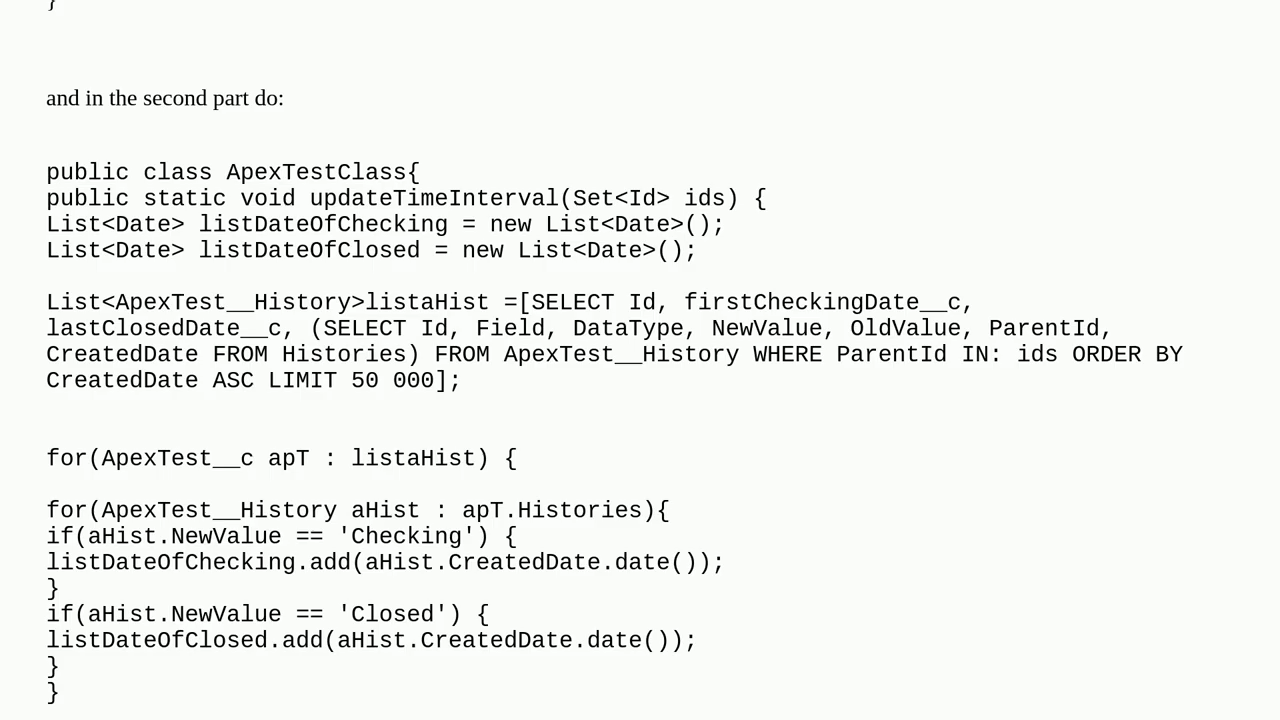 }
and in the second part do:
public class ApexTestClass{
public static void updateTimeInterval(Set<Id> ids) {
List<Date> listDateOfChecking = new List<Date>();
List<Date> listDateOfClosed = new List<Date>();
List<ApexTest__History>listaHist =[SELECT Id, firstCheckingDate__c,
lastClosedDate__c, (SELECT Id, Field, DataType, NewValue, OldValue, ParentId,
CreatedDate FROM Histories) FROM ApexTest__History WHERE ParentId IN: ids ORDER BY
CreatedDate ASC LIMIT 50 000];
for(ApexTest__c apT : listaHist) {
for(ApexTest__History aHist : apT.Histories){
if(aHist.NewValue == 'Checking') {
listDateOfChecking.add(aHist.CreatedDate.date());
}
if(aHist.NewValue == 'Closed') {
listDateOfClosed.add(aHist.CreatedDate.date());
}
}